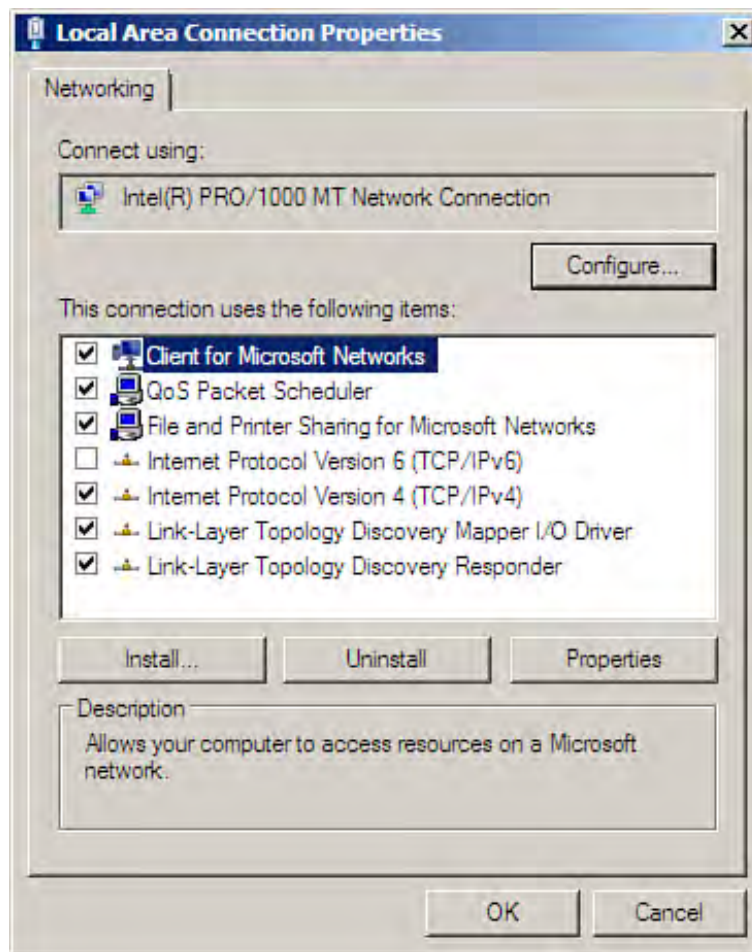 Local Area Connection Properties
Networking
Connect using:
Intel(R) PRO/1000 MT Network Connection
Configure...
This connection uses the following items:
Client for Microsoft Networks
QoS Packet Scheduler
File and Printer Sharing for Microsoft Networks
Internet Protocol Version 6 (TCP/IPv6)
Internet Protocol Version 4 (TCP/IPv4)
Link-Layer Topology Discovery Mapper I/O Driver
Link-Layer Topology Discovery Responder
Install... Uninstall Properties
Description
Allows your computer to access resources on a Microsoft
network.
OK Cancel